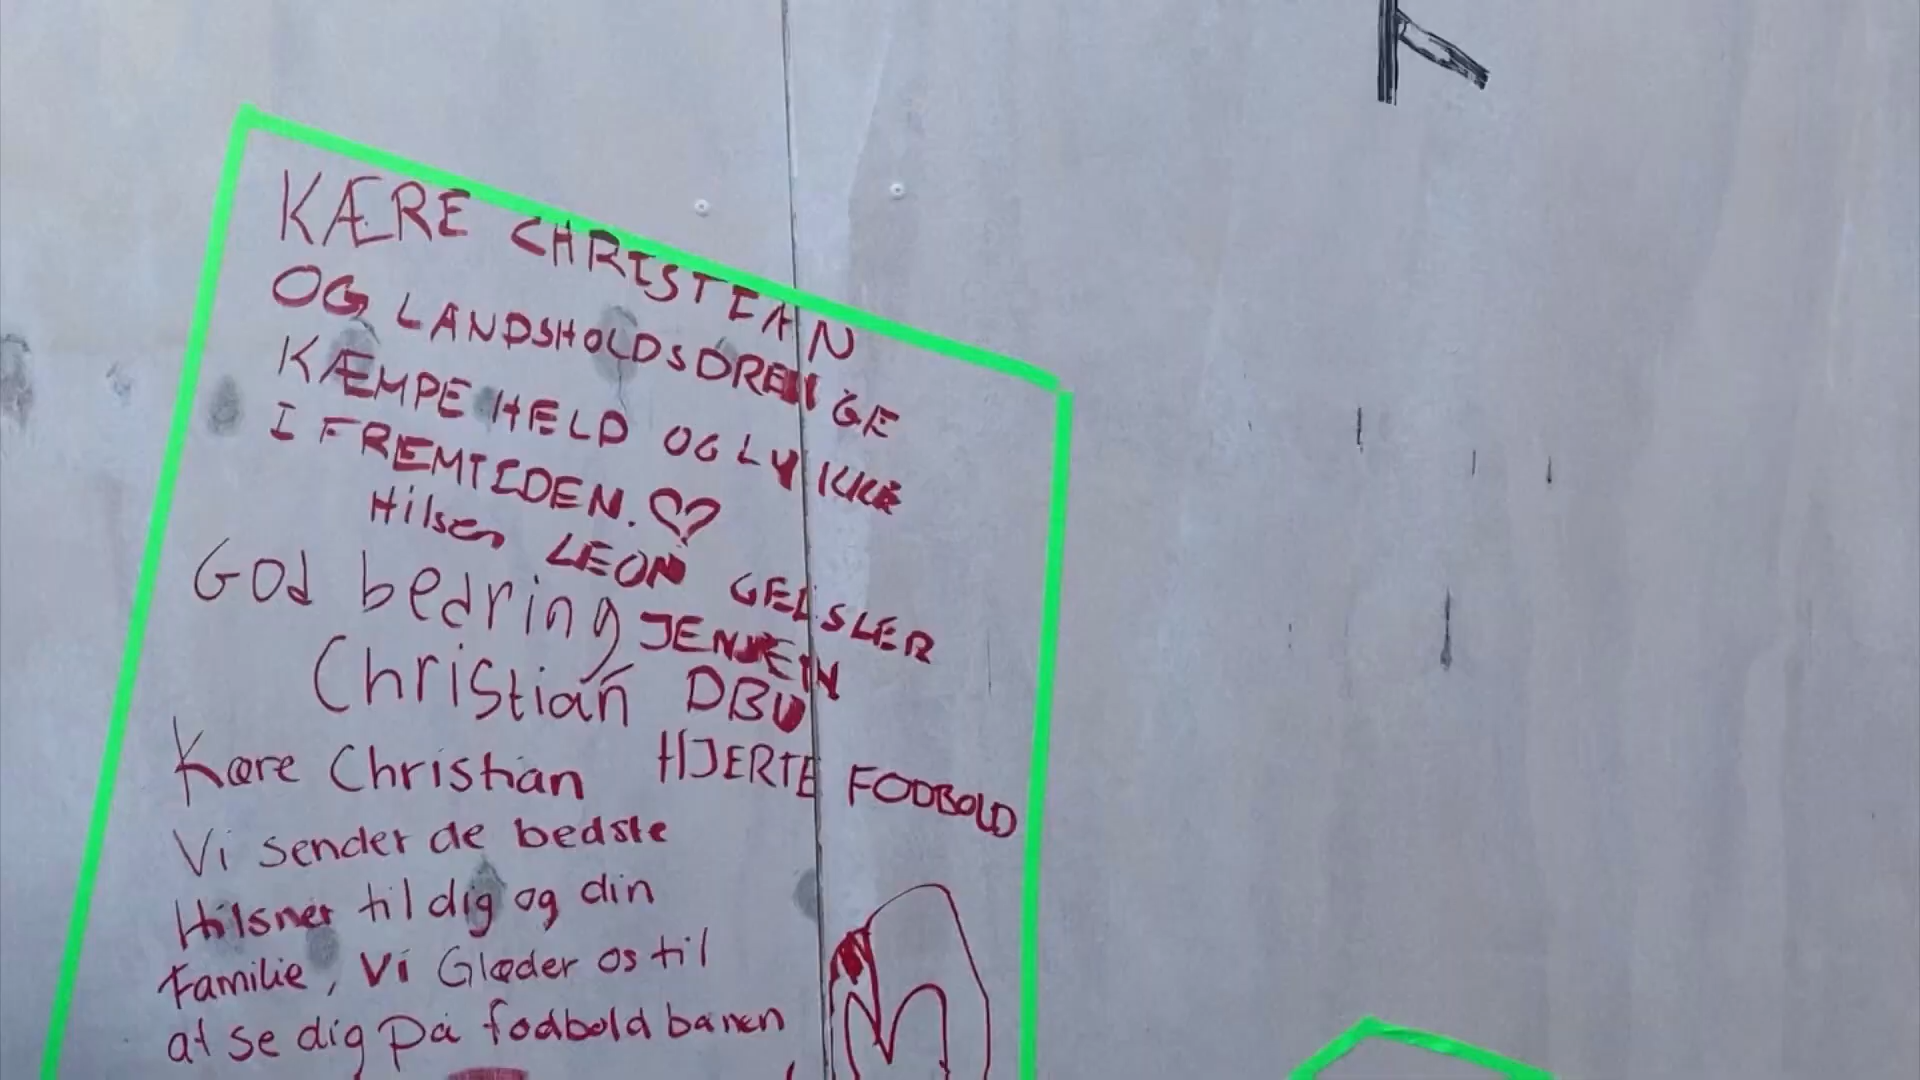 KÆRE CHRISTIAN
OG LANDSHOLDSDRENGE
KÆMPE HELD OG LYKKE
I FREMTIDEN. ♡
Hilsen LEON GEISLER
JENSEN
God bedring
Christian
DBU
HJERTE FODBOLD
Kære Christian
Vi sender de bedste
Hilsner til dig og din
Familie, Vi Glæder os til
at se dig på fodbold banen